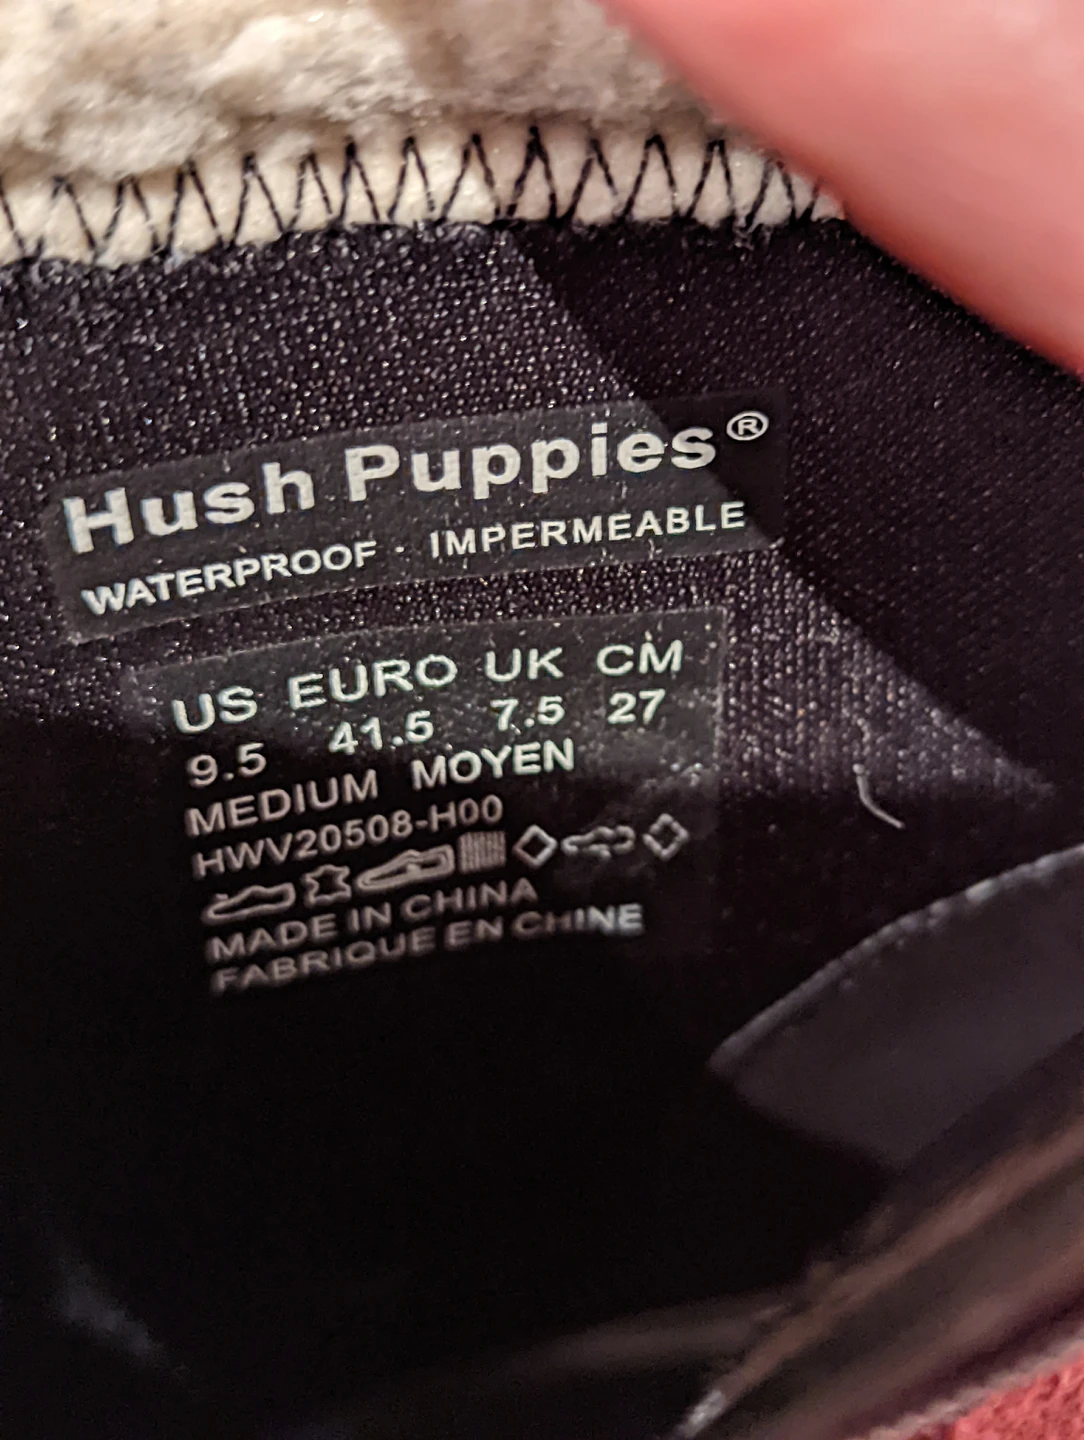 Hush Puppies®
WATERPROOF · IMPERMEABLE
US EURO UK CM
9.5 41.5 7.5 27
MEDIUM MOYEN
HWV20508-H00
MADE IN CHINA
FABRIQUE EN CHINE